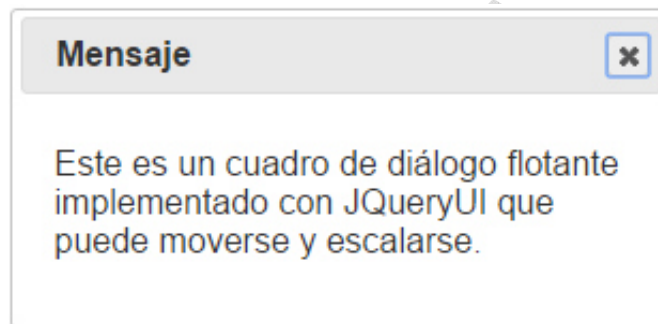 Mensaje
Este es un cuadro de diálogo flotante
implementado con JQueryUI que
puede moverse y escalarse.